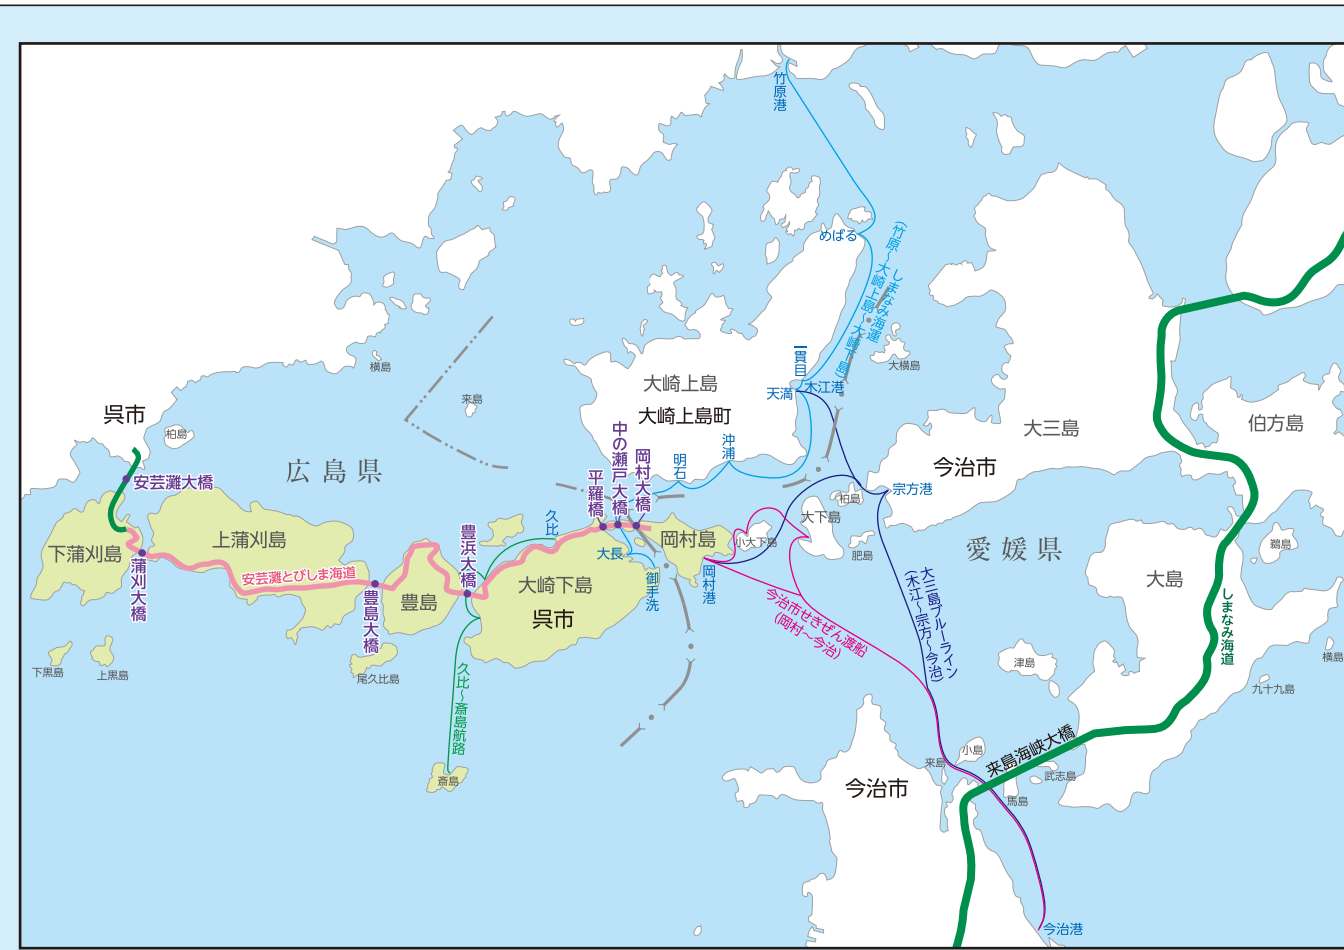 竹原港
めばる
しまなみ海運
(竹原~大崎上島~大崎下島)
大横島
横島
来島
大崎上島
大崎上島町
一貫目
天満
木江港
呉市
柏島
広島県
安芸灘大橋
中の瀬戸大橋
岡村大橋
平羅橋
明石
沖浦
大三島
今治市
伯方島
宗方港
柏島
大下島
肥島
小大下島
岡村島
岡村港
久比
大長
御手洗
豊浜大橋
下蒲刈島
上蒲刈島
蒲刈大橋
安芸灘とびしま海道
豊島大橋
豊島
大崎下島
呉市
愛媛県
大島
鵜島
しまなみ海道
大三島ブルーライン
(木江~宗方~今治)
今治市せきぜん渡船
(岡村~今治)
下黒島
上黒島
尾久比島
久比~斎島航路
斎島
津島
横島
九十九島
来島海峡大橋
小島
来島
武志島
馬島
今治市
今治港